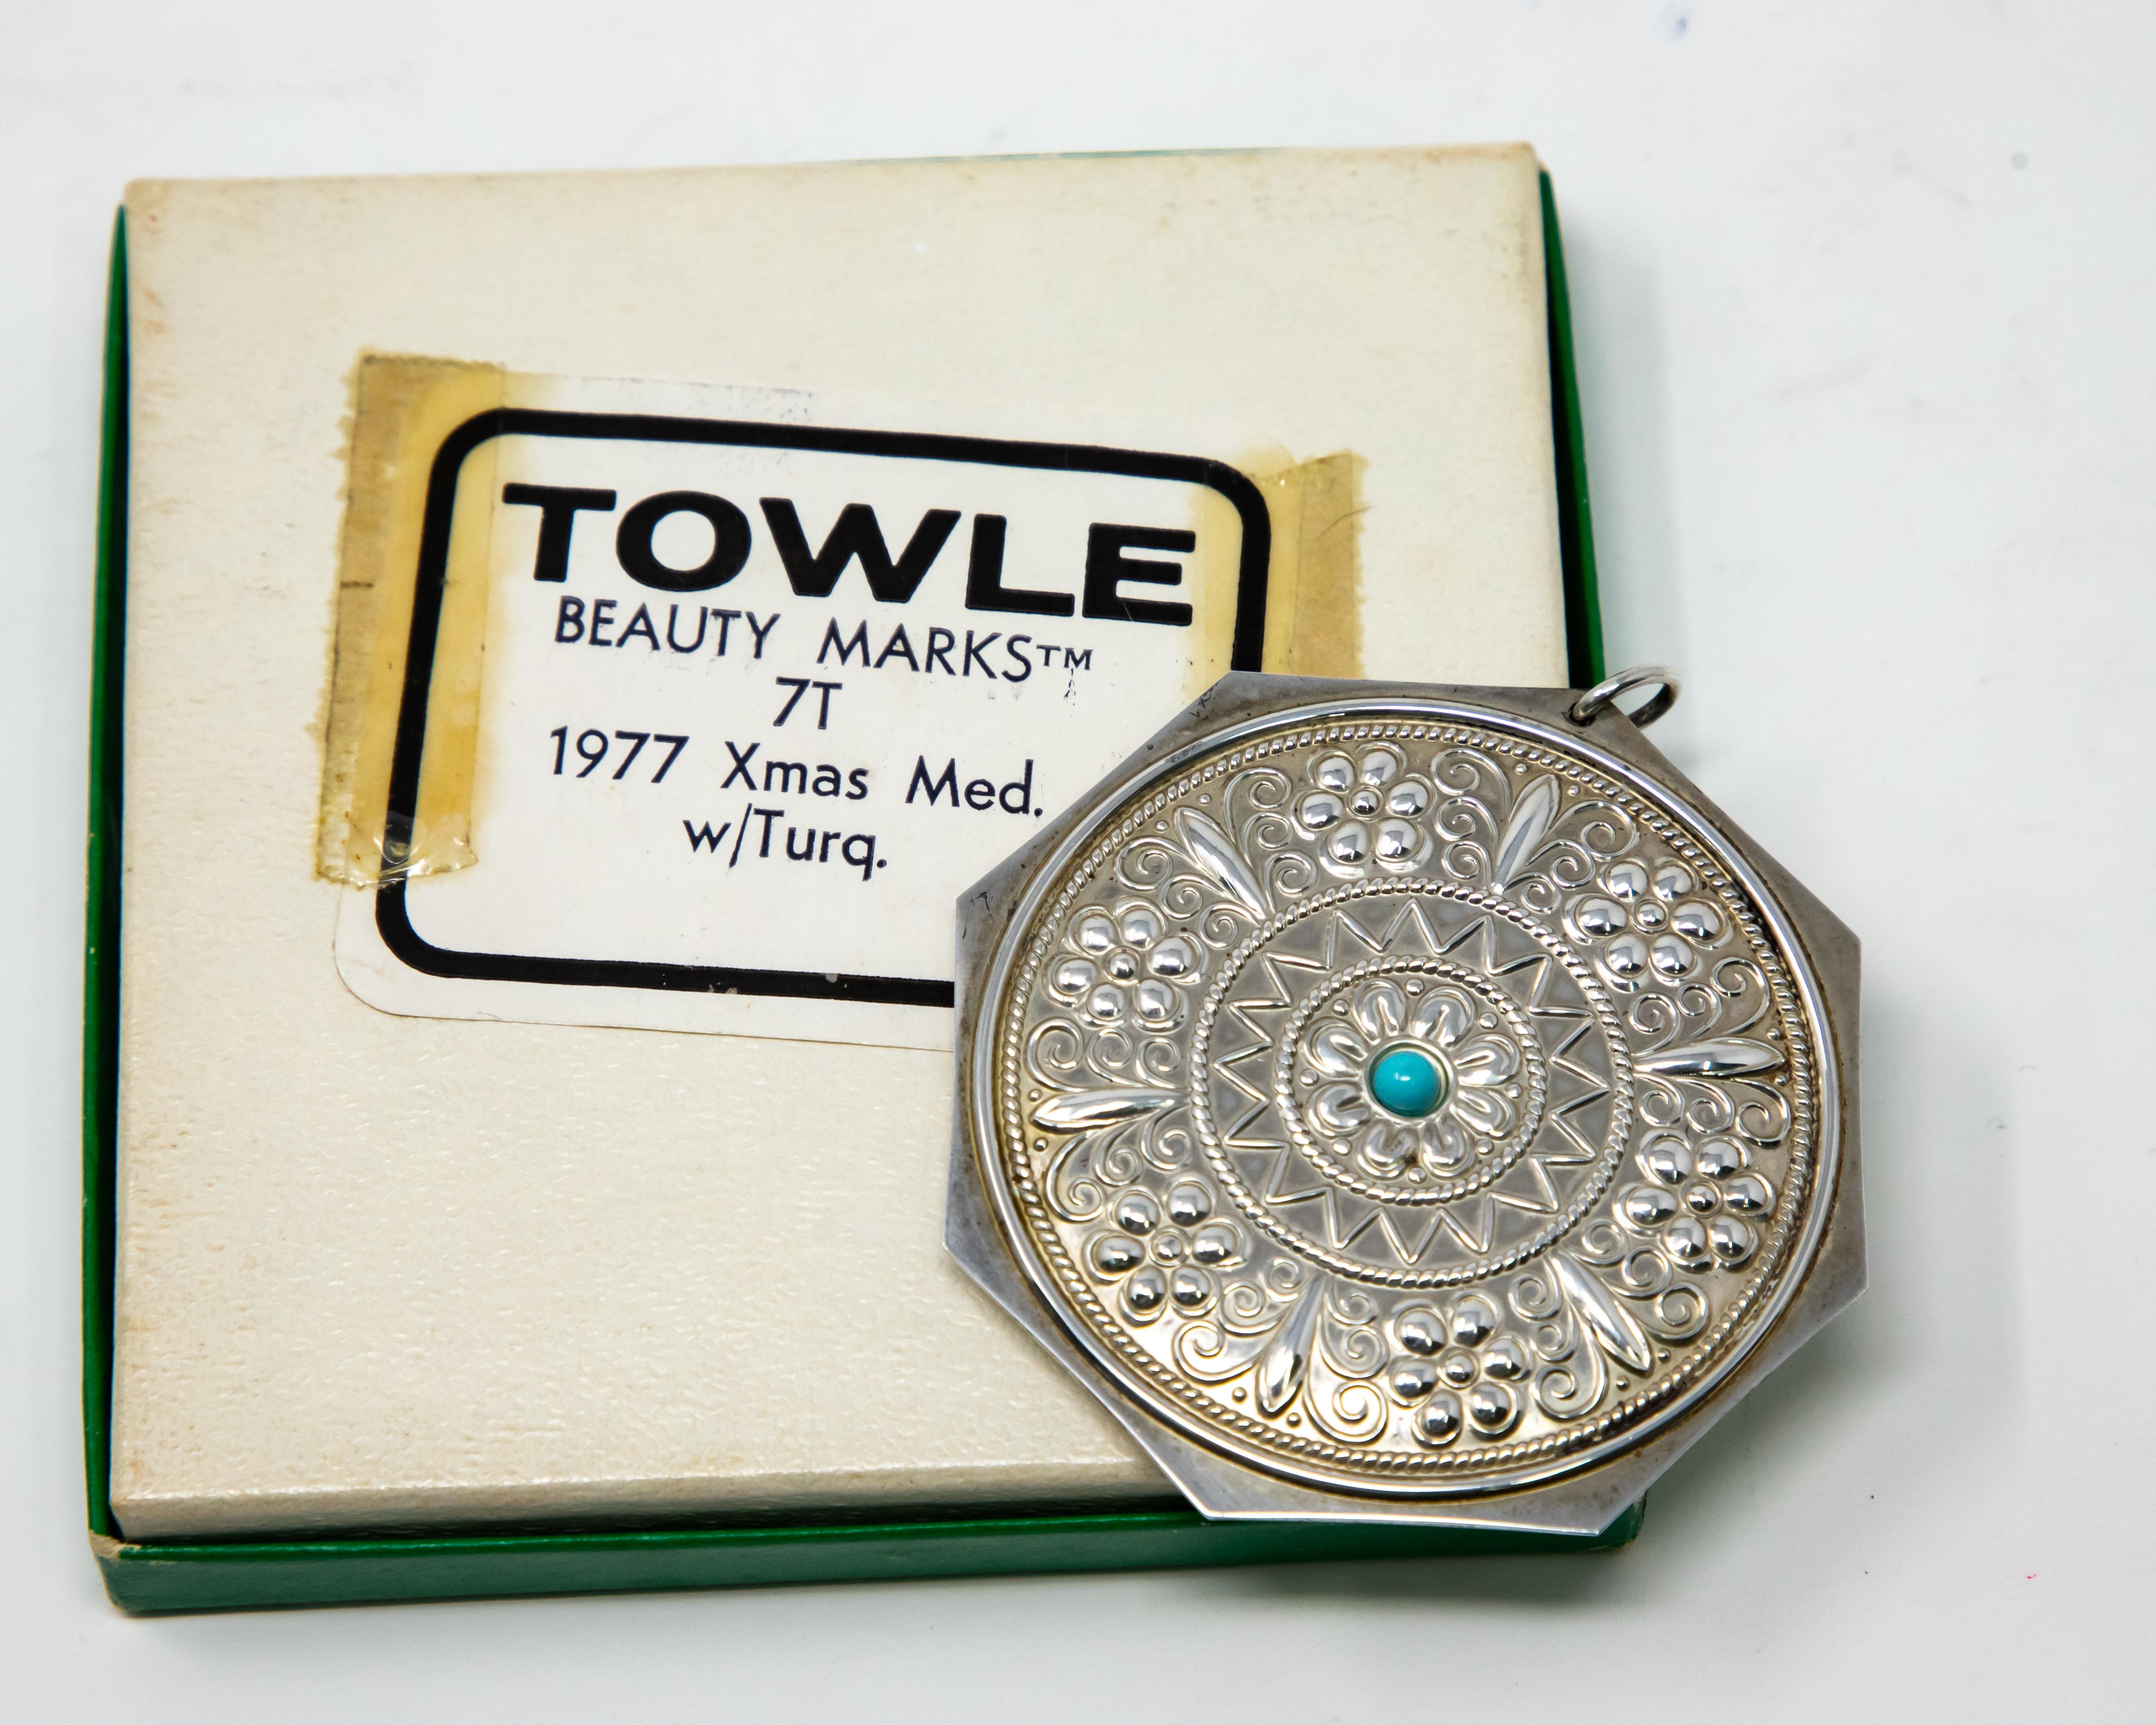 TOWLE
BEAUTY MARKS™
7T
1977 Xmas Med.
w/Turq.